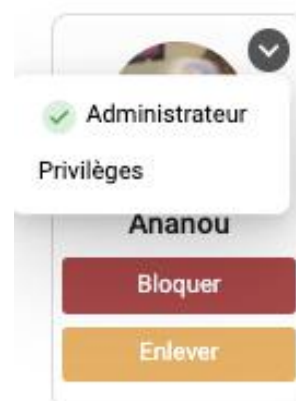 Administrateur
Privilèges
Ananou
Bloquer
Enlever